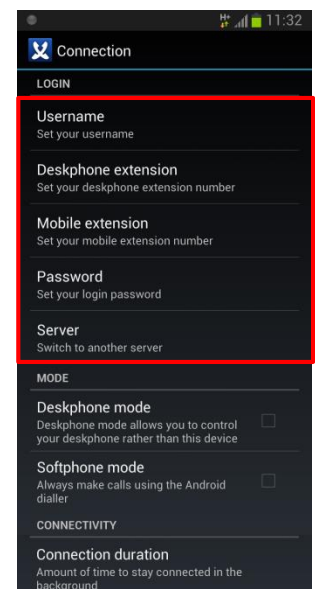 H+ 11:32
Connection
LOGIN
Username
Set your username
Deskphone extension
Set your deskphone extension number
Mobile extension
Set your mobile extension number
Password
Set your login password
Server
Switch to another server
MODE
Deskphone mode
Deskphone mode allows you to control
your deskphone rather than this device
Softphone mode
Always make calls using the Android
dialler
CONNECTIVITY
Connection duration
Amount of time to stay connected in the
background